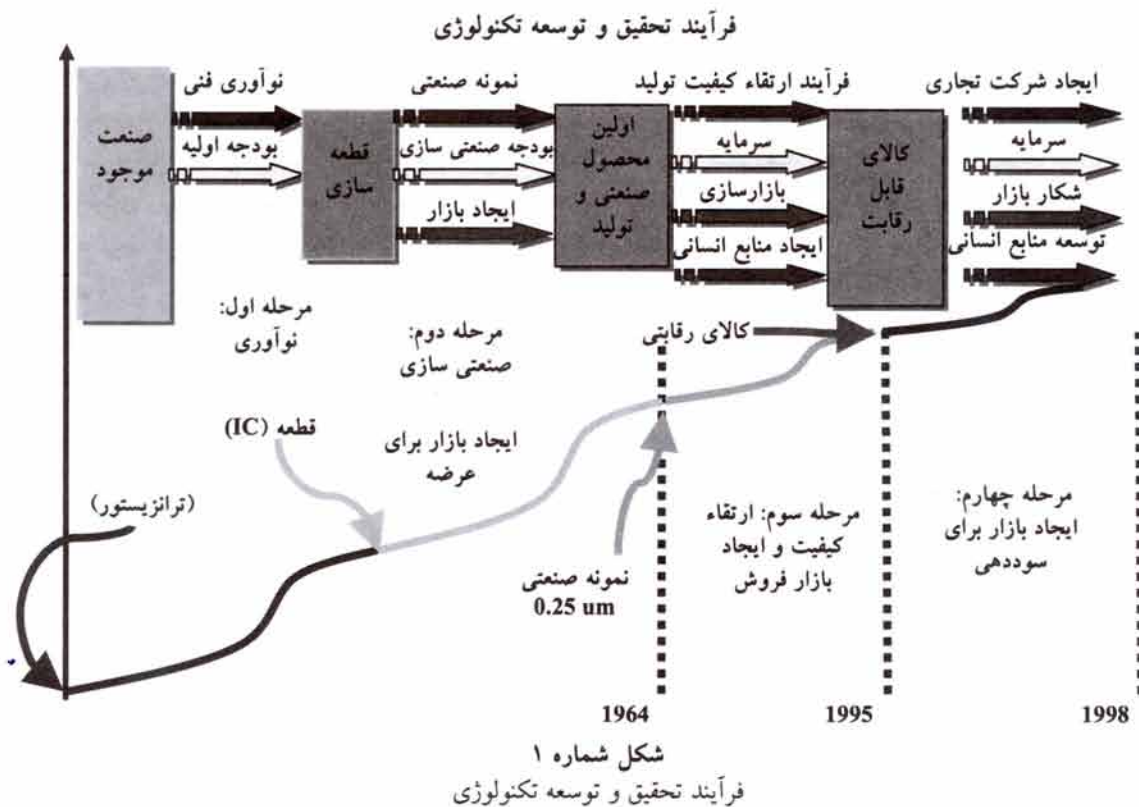 فرآیند تحقیق و توسعه تکنولوژی
صنعت
موجود
نوآوری فنی
بودجه اولیه
قطعه
سازی
نمونه صنعتی
بودجه صنعتی سازی
ایجاد بازار
اولین
محصول
صنعتی و
تولید
فرآیند ارتقاء کیفیت تولید
سرمایه
بازارسازی
ایجاد منابع انسانی
کالای
قابل
رقابت
ایجاد شرکت تجاری
سرمایه
شکار بازار
توسعه منابع انسانی
مرحله اول:
نوآوری
مرحله دوم:
صنعتی سازی
کالای رقابتی
قطعه (IC)
ایجاد بازار برای
عرضه
(ترانزیستور)
نمونه صنعتی
0.25 um
مرحله سوم: ارتقاء
کیفیت و ایجاد
بازار فروش
مرحله چهارم:
ایجاد بازار برای
سوددهی
1964
1995
1998
شکل شماره ۱
فرآیند تحقیق و توسعه تکنولوژی